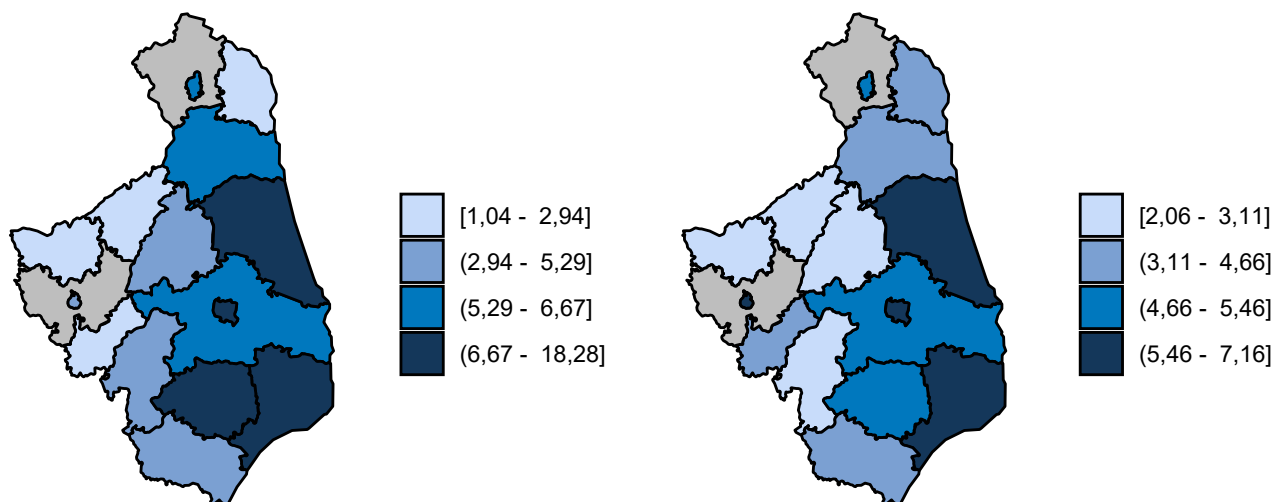 [1,04 - 2,94]
(2,94 - 5,29]
(5,29 - 6,67]
(6,67 - 18,28]
[2,06 - 3,11]
(3,11 - 4,66]
(4,66 - 5,46]
(5,46 - 7,16]